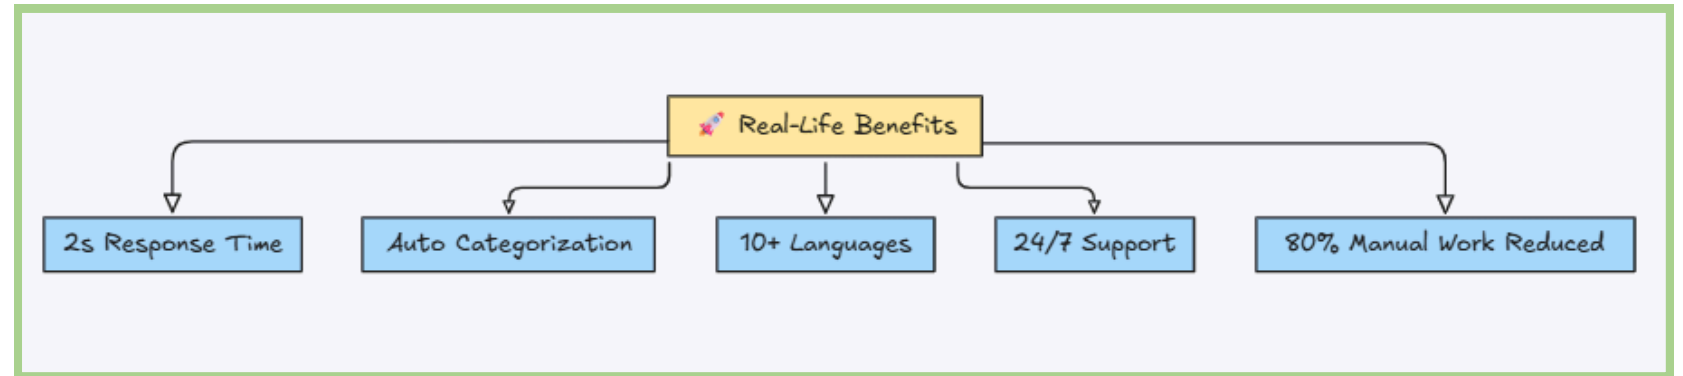 🚀 Real-Life Benefits
2s Response Time
Auto Categorization
10+ Languages
24/7 Support
80% Manual Work Reduced